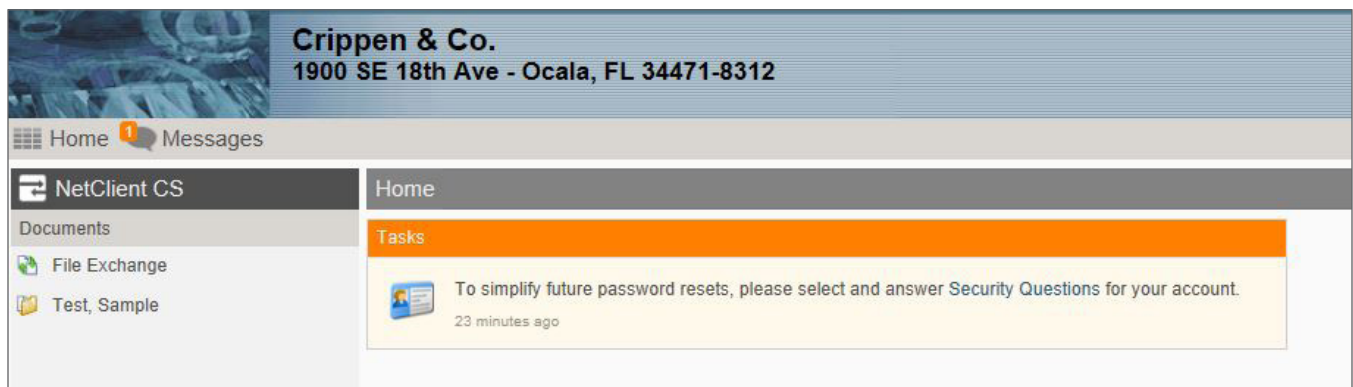 Crippen & Co.
1900 SE 18th Ave - Ocala, FL 34471-8312
Home 1 Messages
NetClient CS
Documents
File Exchange
Test, Sample
Home
Tasks
To simplify future password resets, please select and answer Security Questions for your account.
23 minutes ago